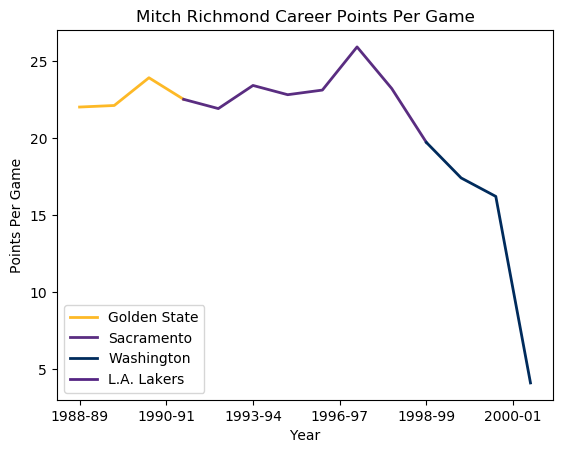 Mitch Richmond Career Points Per Game
Points Per Game
25
20
15
10
5
Golden State
Sacramento
Washington
L.A. Lakers
1988-89 1990-91 1993-94 1996-97 1998-99 2000-01
Year